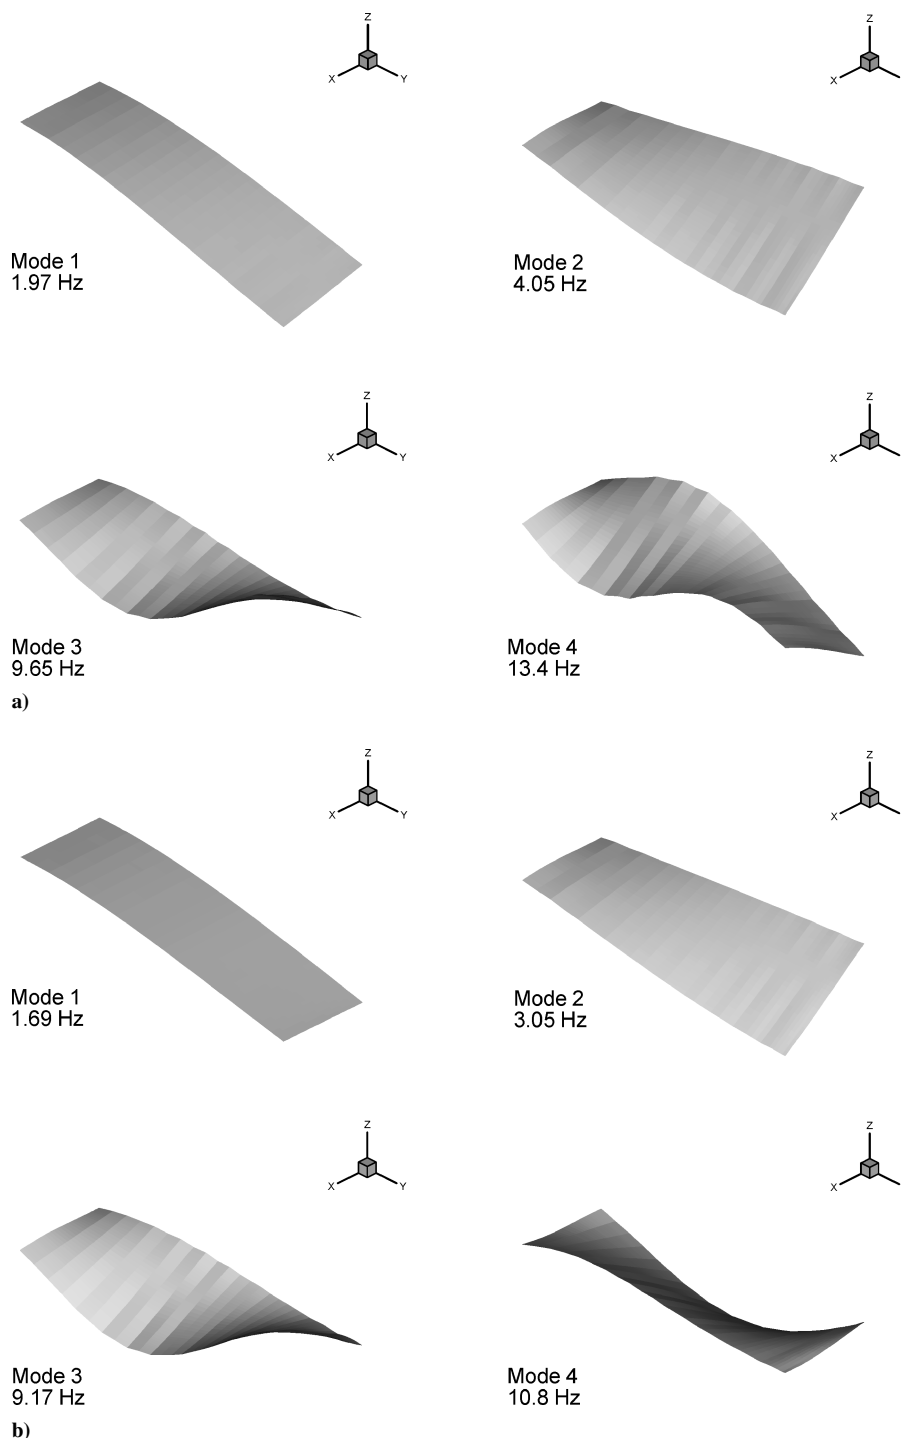 Z
X
Y
Z
X
Mode 1
1.97 Hz
Mode 2
4.05 Hz
Z
X
Y
Z
X
Mode 3
9.65 Hz
Mode 4
13.4 Hz
a)
Z
X
Y
Z
X
Mode 1
1.69 Hz
Mode 2
3.05 Hz
Z
X
Y
Z
X
Mode 3
9.17 Hz
Mode 4
10.8 Hz
b)